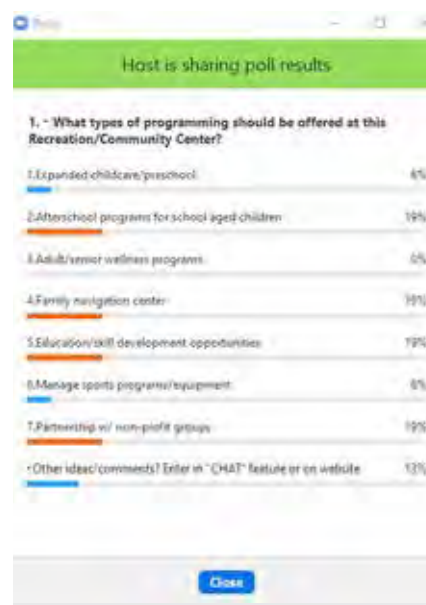 Host is sharing poll results
1. - What types of programming should be offered at this
Recreation/Community Center?
1.Expanded childcare/preschool 6%
2.Afterschool programs for school aged children 19%
3.Adult/senior wellness programs 0%
4.Family navigation center 19%
5.Education/skill development opportunities 19%
6.Manage sports programs/equipment 6%
7.Partnership w/ non-profit groups 19%
•Other ideas/comments? Enter in "CHAT" feature or on website 13%
Close